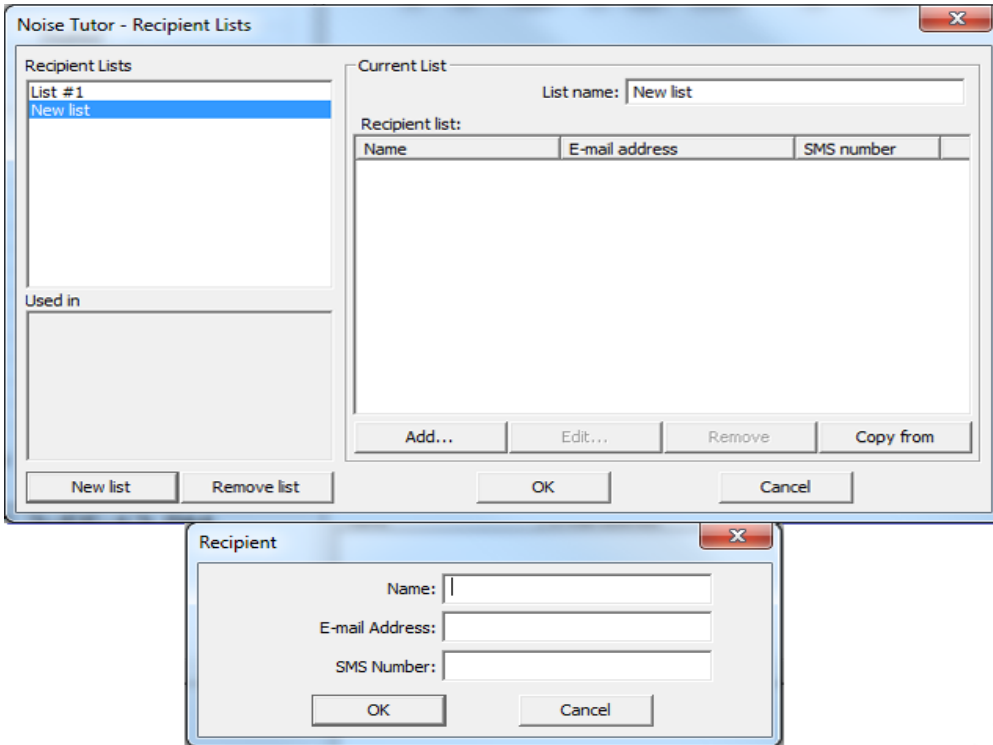 Noise Tutor - Recipient Lists
Recipient Lists
List #1
New list
Used in
New list Remove list
Current List
List name: New list
Recipient list:
Name E-mail address SMS number
Add... Edit... Remove Copy from
OK Cancel
Recipient
Name:
E-mail Address:
SMS Number:
OK Cancel